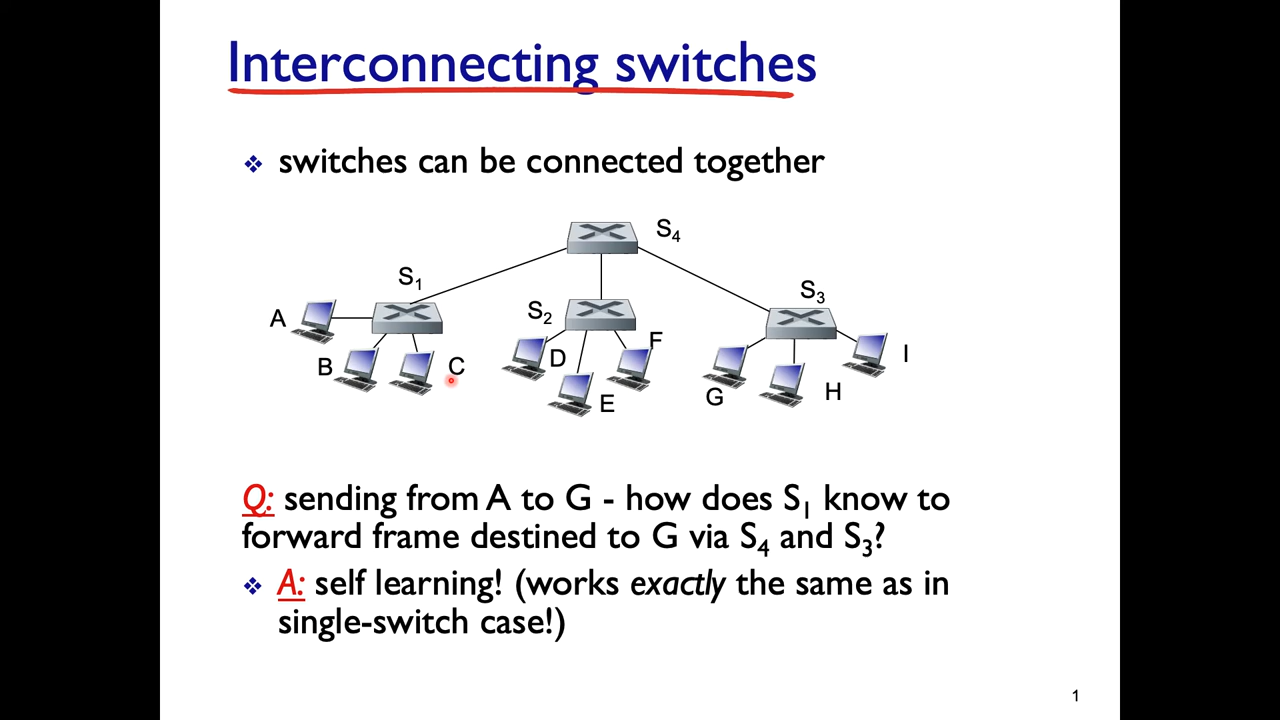 Interconnecting switches
❖ switches can be connected together
S4
S1
S3
A
S2
F
I
B
C
D
G
H
E
Q: sending from A to G - how does S1 know to
forward frame destined to G via S4 and S3?
❖ A: self learning! (works exactly the same as in
single-switch case!)
1